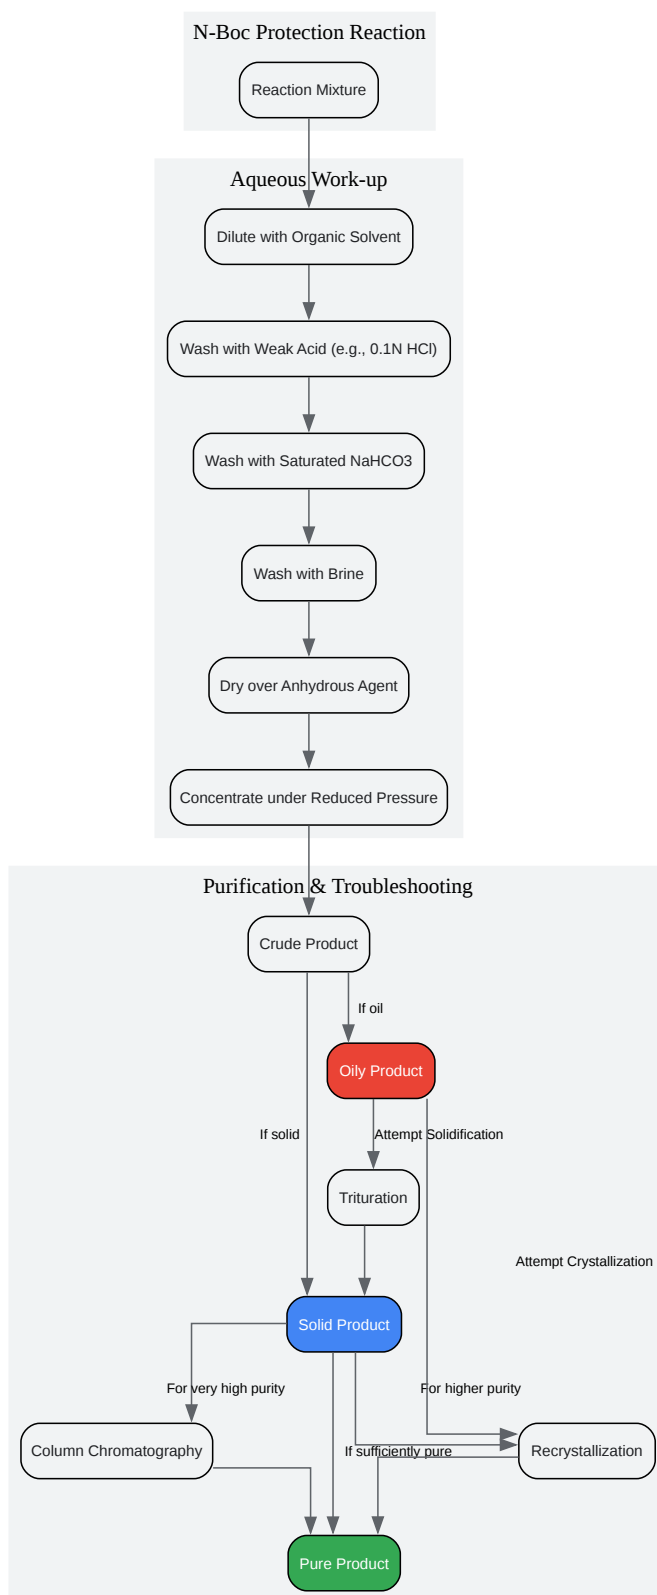 N-Boc Protection Reaction
Reaction Mixture
Aqueous Work-up
Dilute with Organic Solvent
Wash with Weak Acid (e.g., 0.1N HCl)
Wash with Saturated NaHCO3
Wash with Brine
Dry over Anhydrous Agent
Concentrate under Reduced Pressure
Purification & Troubleshooting
Crude Product
If oil
Oily Product
If solid
Attempt Solidification
Trituration
Attempt Crystallization
Solid Product
For very high purity
For higher purity
Column Chromatography
If sufficiently pure
Recrystallization
Pure Product